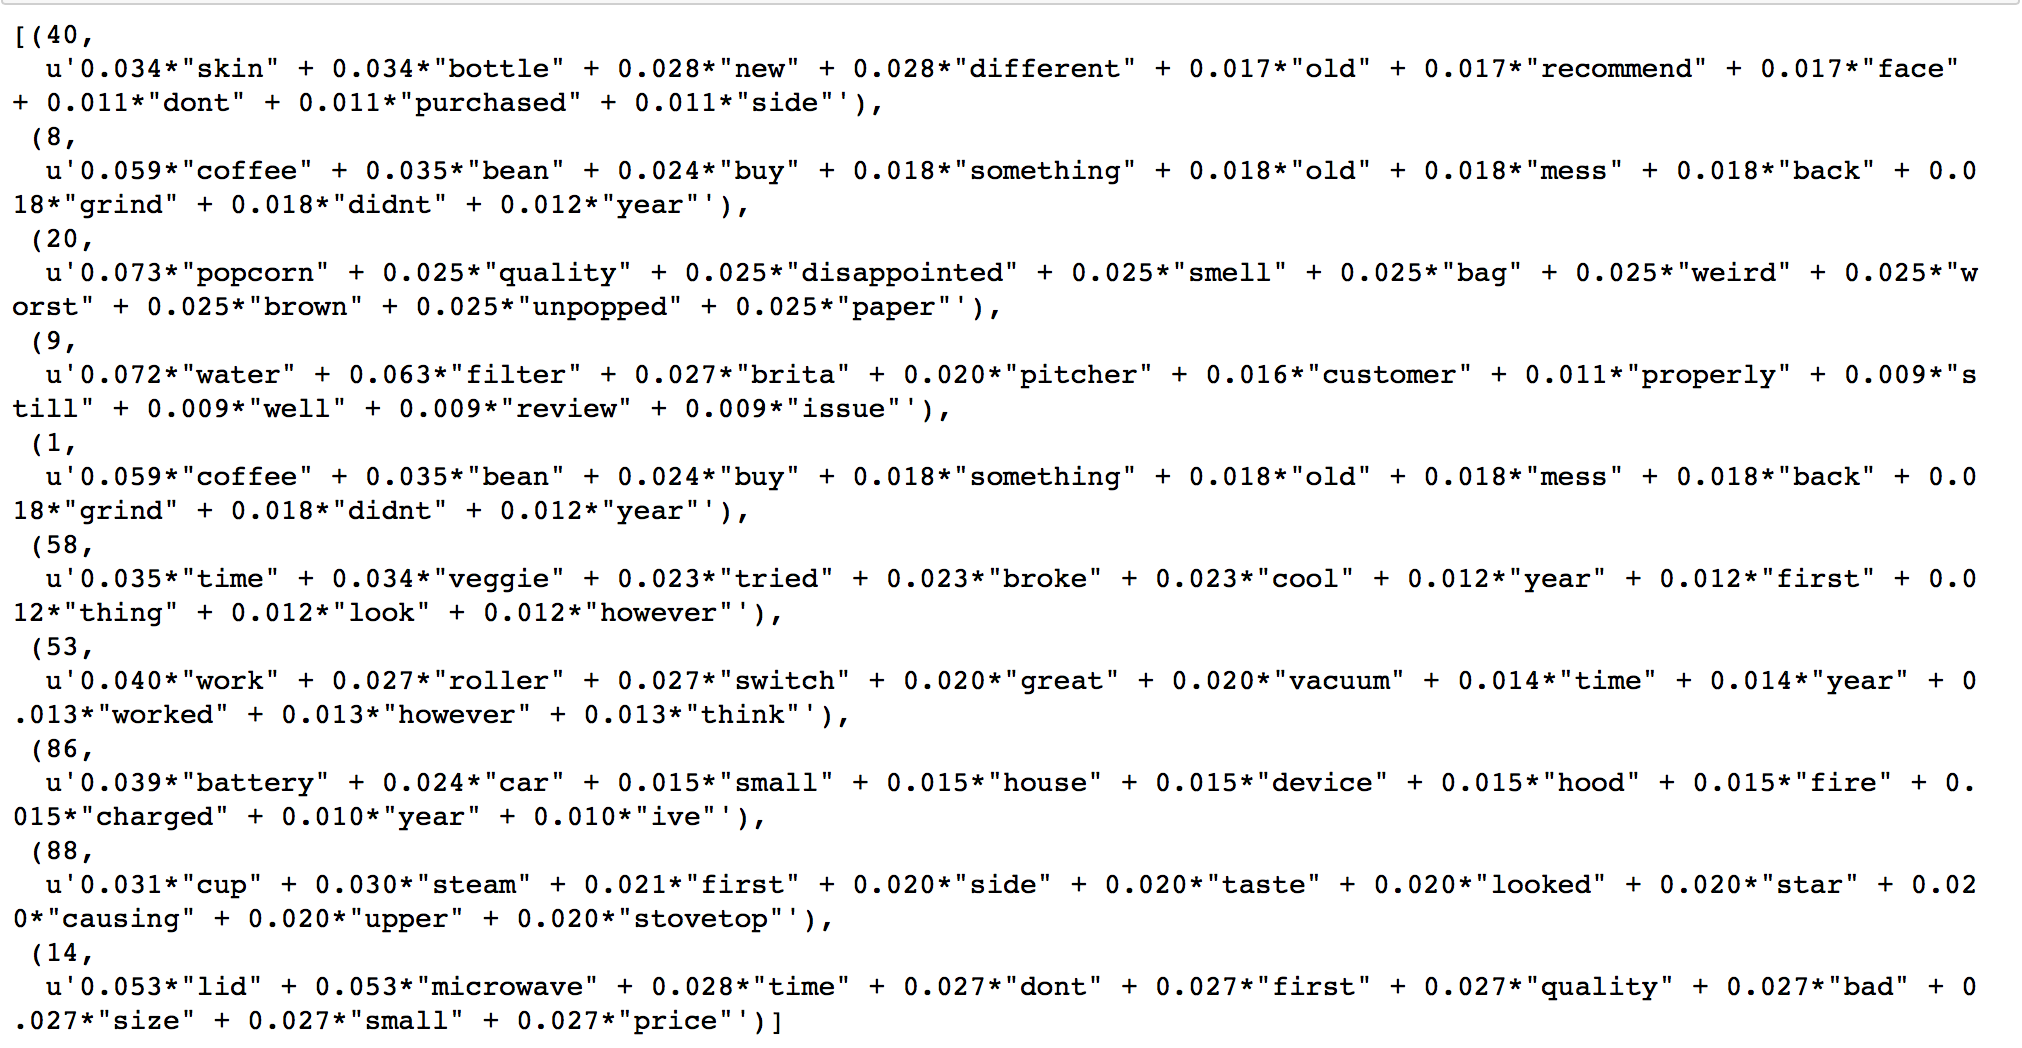 [(40,
  u'0.034*"skin" + 0.034*"bottle" + 0.028*"new" + 0.028*"different" + 0.017*"old" + 0.017*"recommend" + 0.017*"face"
+ 0.011*"dont" + 0.011*"purchased" + 0.011*"side"'),
 (8,
  u'0.059*"coffee" + 0.035*"bean" + 0.024*"buy" + 0.018*"something" + 0.018*"old" + 0.018*"mess" + 0.018*"back" + 0.0
18*"grind" + 0.018*"didnt" + 0.012*"year"'),
 (20,
  u'0.073*"popcorn" + 0.025*"quality" + 0.025*"disappointed" + 0.025*"smell" + 0.025*"bag" + 0.025*"weird" + 0.025*"w
orst" + 0.025*"brown" + 0.025*"unpopped" + 0.025*"paper"'),
 (9,
  u'0.072*"water" + 0.063*"filter" + 0.027*"brita" + 0.020*"pitcher" + 0.016*"customer" + 0.011*"properly" + 0.009*"s
till" + 0.009*"well" + 0.009*"review" + 0.009*"issue"'),
 (1,
  u'0.059*"coffee" + 0.035*"bean" + 0.024*"buy" + 0.018*"something" + 0.018*"old" + 0.018*"mess" + 0.018*"back" + 0.0
18*"grind" + 0.018*"didnt" + 0.012*"year"'),
 (58,
  u'0.035*"time" + 0.034*"veggie" + 0.023*"tried" + 0.023*"broke" + 0.023*"cool" + 0.012*"year" + 0.012*"first" + 0.0
12*"thing" + 0.012*"look" + 0.012*"however"'),
 (53,
  u'0.040*"work" + 0.027*"roller" + 0.027*"switch" + 0.020*"great" + 0.020*"vacuum" + 0.014*"time" + 0.014*"year" + 0
.013*"worked" + 0.013*"however" + 0.013*"think"'),
 (86,
  u'0.039*"battery" + 0.024*"car" + 0.015*"small" + 0.015*"house" + 0.015*"device" + 0.015*"hood" + 0.015*"fire" + 0.
015*"charged" + 0.010*"year" + 0.010*"ive"'),
 (88,
  u'0.031*"cup" + 0.030*"steam" + 0.021*"first" + 0.020*"side" + 0.020*"taste" + 0.020*"looked" + 0.020*"star" + 0.02
0*"causing" + 0.020*"upper" + 0.020*"stovetop"'),
 (14,
  u'0.053*"lid" + 0.053*"microwave" + 0.028*"time" + 0.027*"dont" + 0.027*"first" + 0.027*"quality" + 0.027*"bad" + 0
.027*"size" + 0.027*"small" + 0.027*"price"')]